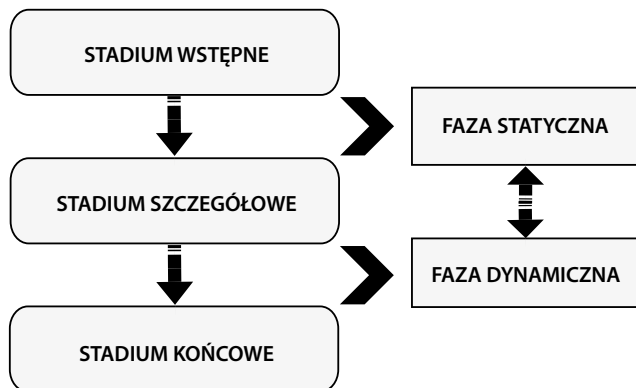 STADIUM WSTĘPNE
FAZA STATYCZNA
STADIUM SZCZEGÓŁOWE
FAZA DYNAMICZNA
STADIUM KOŃCOWE